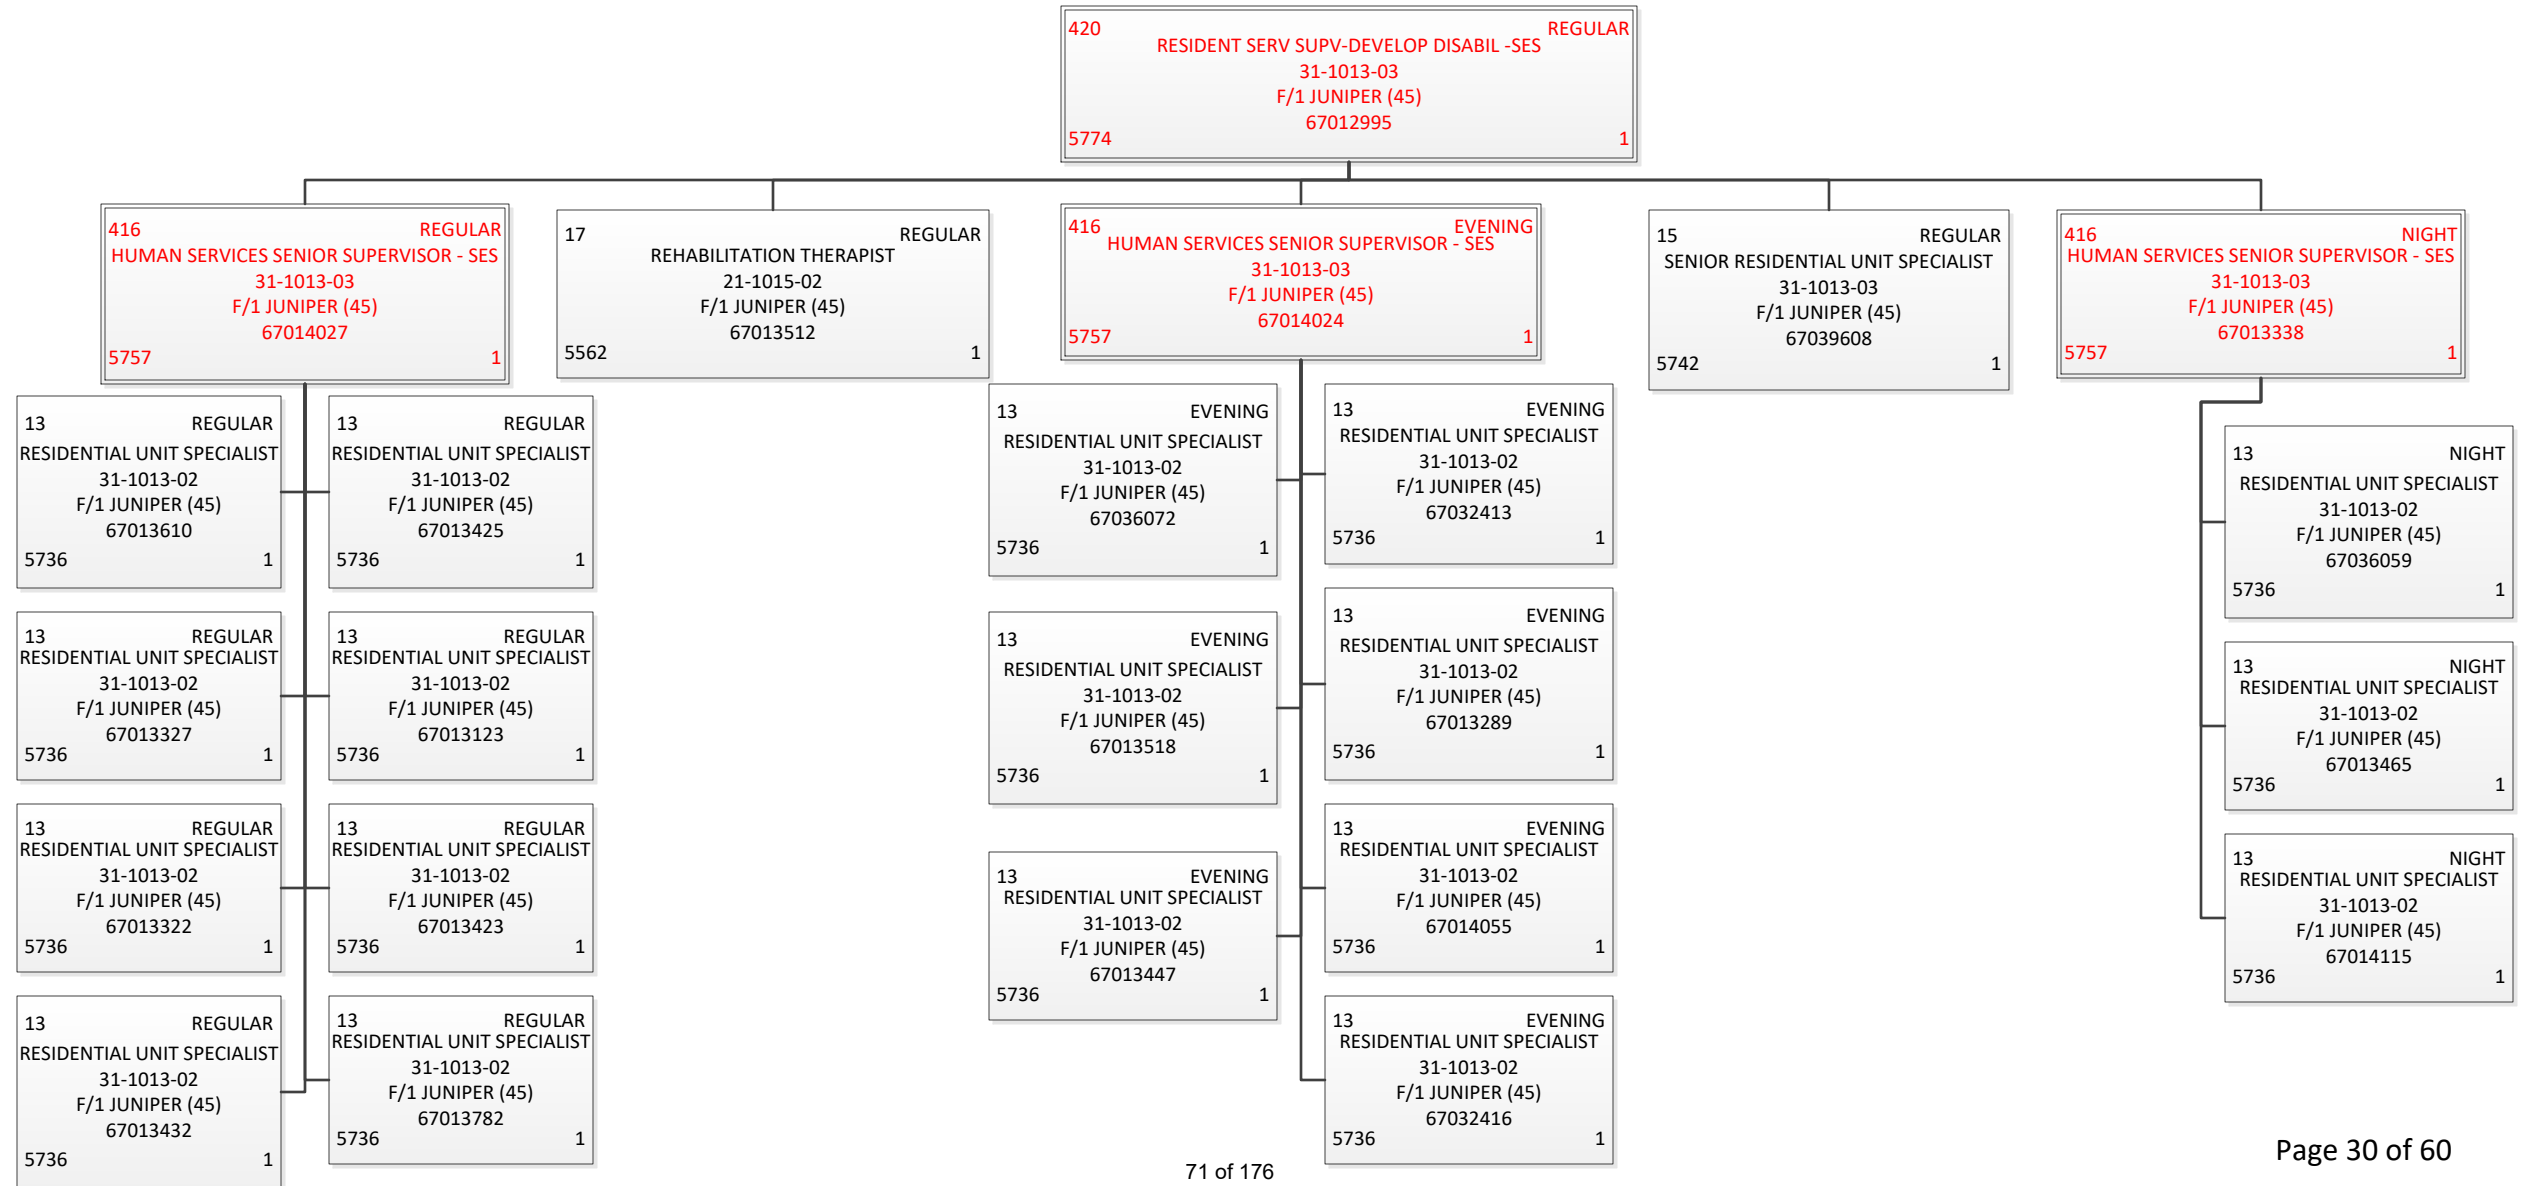 420 REGULAR
RESIDENT SERV SUPV-DEVELOP DISABIL -SES
31-1013-03
F/1 JUNIPER (45)
67012995
5774 1
416 REGULAR
HUMAN SERVICES SENIOR SUPERVISOR - SES
31-1013-03
F/1 JUNIPER (45)
67014027
5757 1
17 REGULAR
REHABILITATION THERAPIST
21-1015-02
F/1 JUNIPER (45)
67013512
5562 1
416 EVENING
HUMAN SERVICES SENIOR SUPERVISOR - SES
31-1013-03
F/1 JUNIPER (45)
67014024
5757 1
15 REGULAR
SENIOR RESIDENTIAL UNIT SPECIALIST
31-1013-03
F/1 JUNIPER (45)
67039608
5742 1
416 NIGHT
HUMAN SERVICES SENIOR SUPERVISOR - SES
31-1013-03
F/1 JUNIPER (45)
67013338
5757 1
13 REGULAR
RESIDENTIAL UNIT SPECIALIST
31-1013-02
F/1 JUNIPER (45)
67013610
5736 1
13 REGULAR
RESIDENTIAL UNIT SPECIALIST
31-1013-02
F/1 JUNIPER (45)
67013425
5736 1
13 REGULAR
RESIDENTIAL UNIT SPECIALIST
31-1013-02
F/1 JUNIPER (45)
67013327
5736 1
13 REGULAR
RESIDENTIAL UNIT SPECIALIST
31-1013-02
F/1 JUNIPER (45)
67013123
5736 1
13 REGULAR
RESIDENTIAL UNIT SPECIALIST
31-1013-02
F/1 JUNIPER (45)
67013322
5736 1
13 REGULAR
RESIDENTIAL UNIT SPECIALIST
31-1013-02
F/1 JUNIPER (45)
67013423
5736 1
13 REGULAR
RESIDENTIAL UNIT SPECIALIST
31-1013-02
F/1 JUNIPER (45)
67013432
5736 1
13 REGULAR
RESIDENTIAL UNIT SPECIALIST
31-1013-02
F/1 JUNIPER (45)
67013782
5736 1
13 EVENING
RESIDENTIAL UNIT SPECIALIST
31-1013-02
F/1 JUNIPER (45)
67036072
5736 1
13 EVENING
RESIDENTIAL UNIT SPECIALIST
31-1013-02
F/1 JUNIPER (45)
67032413
5736 1
13 EVENING
RESIDENTIAL UNIT SPECIALIST
31-1013-02
F/1 JUNIPER (45)
67013518
5736 1
13 EVENING
RESIDENTIAL UNIT SPECIALIST
31-1013-02
F/1 JUNIPER (45)
67013289
5736 1
13 EVENING
RESIDENTIAL UNIT SPECIALIST
31-1013-02
F/1 JUNIPER (45)
67013447
5736 1
13 EVENING
RESIDENTIAL UNIT SPECIALIST
31-1013-02
F/1 JUNIPER (45)
67014055
5736 1
13 EVENING
RESIDENTIAL UNIT SPECIALIST
31-1013-02
F/1 JUNIPER (45)
67032416
5736 1
13 NIGHT
RESIDENTIAL UNIT SPECIALIST
31-1013-02
F/1 JUNIPER (45)
67036059
5736 1
13 NIGHT
RESIDENTIAL UNIT SPECIALIST
31-1013-02
F/1 JUNIPER (45)
67013465
5736 1
13 NIGHT
RESIDENTIAL UNIT SPECIALIST
31-1013-02
F/1 JUNIPER (45)
67014115
5736 1
Page 30 of 60
71 of 176